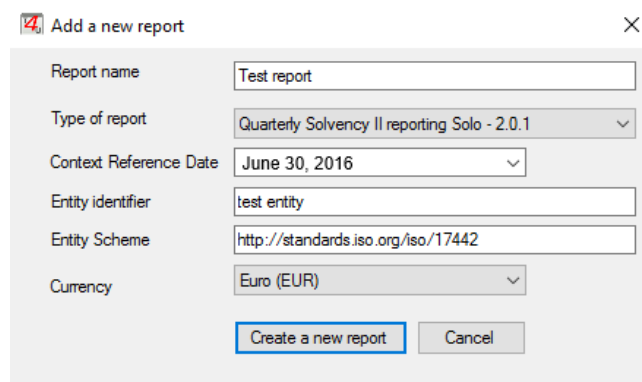 Add a new report
Report name Test report
Type of report Quarterly Solvency II reporting Solo - 2.0.1
Context Reference Date June 30, 2016
Entity identifier test entity
Entity Scheme http://standards.iso.org/iso/17442
Currency Euro (EUR)
Create a new report Cancel